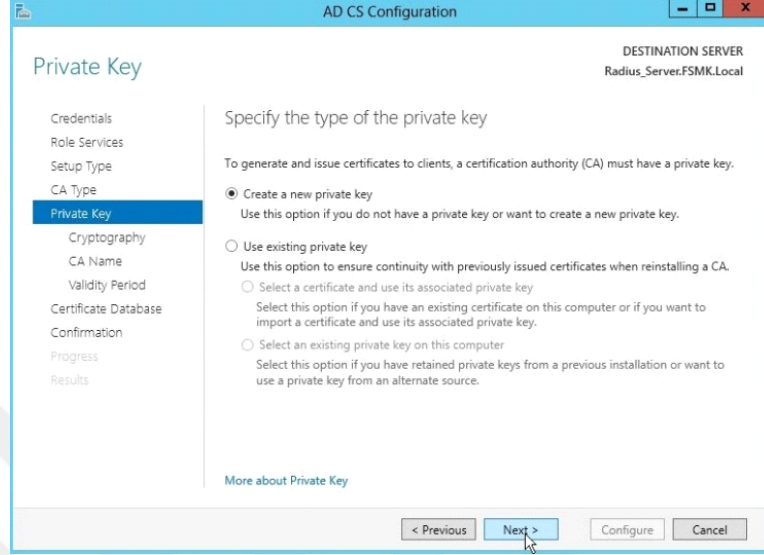 AD CS Configuration
Private Key
DESTINATION SERVER
Radius_Server.FSMK.Local
Credentials
Role Services
Setup Type
CA Type
Private Key
Cryptography
CA Name
Validity Period
Certificate Database
Confirmation
Progress
Results
Specify the type of the private key
To generate and issue certificates to clients, a certification authority (CA) must have a private key.
Create a new private key
Use this option if you do not have a private key or want to create a new private key.
Use existing private key
Use this option to ensure continuity with previously issued certificates when reinstalling a CA.
Select a certificate and use its associated private key
Select this option if you have an existing certificate on this computer or if you want to
import a certificate and use its associated private key.
Select an existing private key on this computer
Select this option if you have retained private keys from a previous installation or want to
use a private key from an alternate source.
More about Private Key
< Previous
Next >
Configure
Cancel